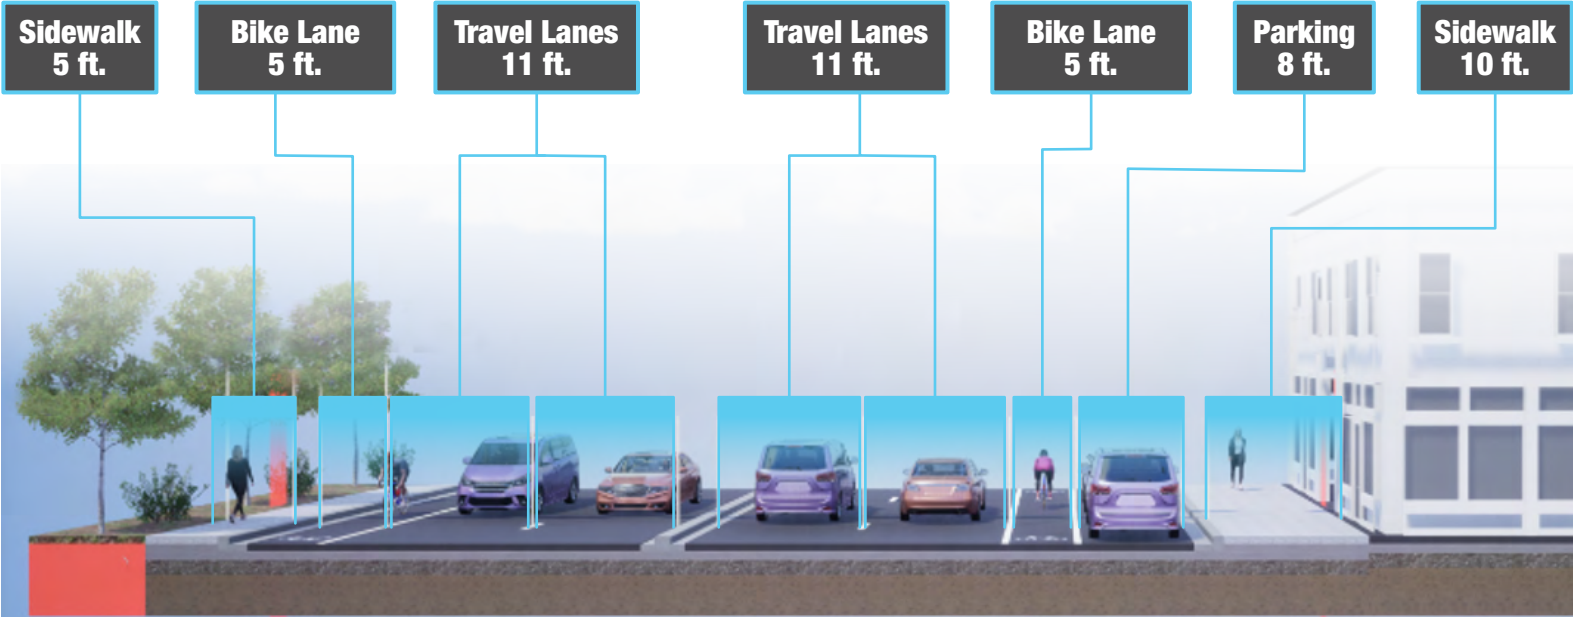 Sidewalk
5 ft.
Bike Lane
5 ft.
Travel Lanes
11 ft.
Travel Lanes
11 ft.
Bike Lane
5 ft.
Parking
8 ft.
Sidewalk
10 ft.